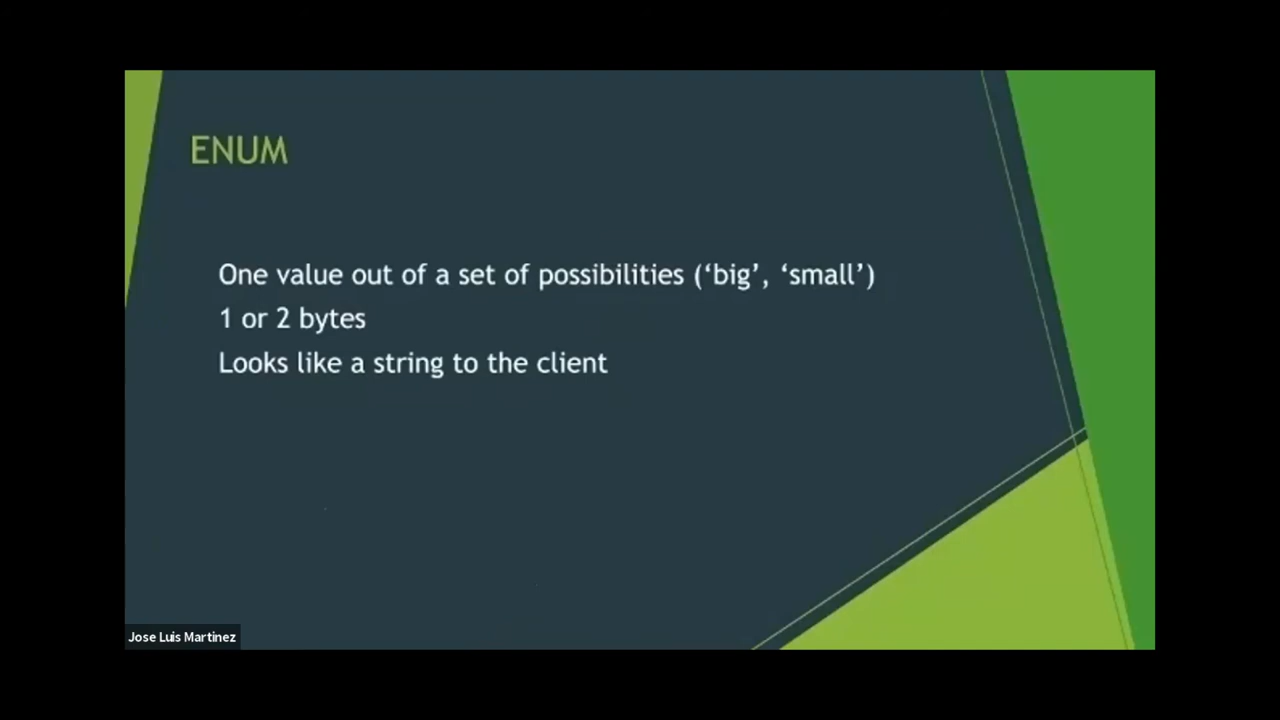 ENUM
One value out of a set of possibilities (‘big’, ‘small’)
1 or 2 bytes
Looks like a string to the client
Jose Luis Martinez